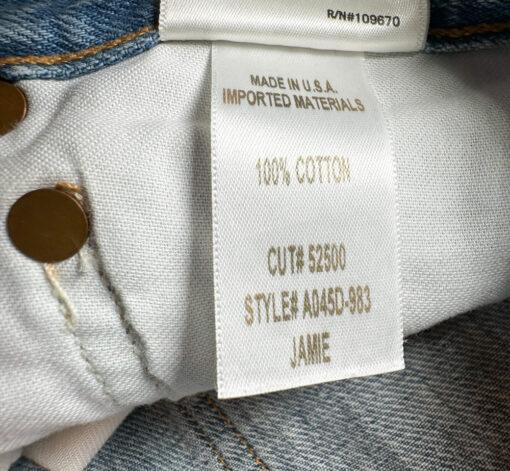 R/N#109670
MADE IN U.S.A.
IMPORTED MATERIALS
100% COTTON
CUT# 52500
STYLE# A045D-983
JAMIE